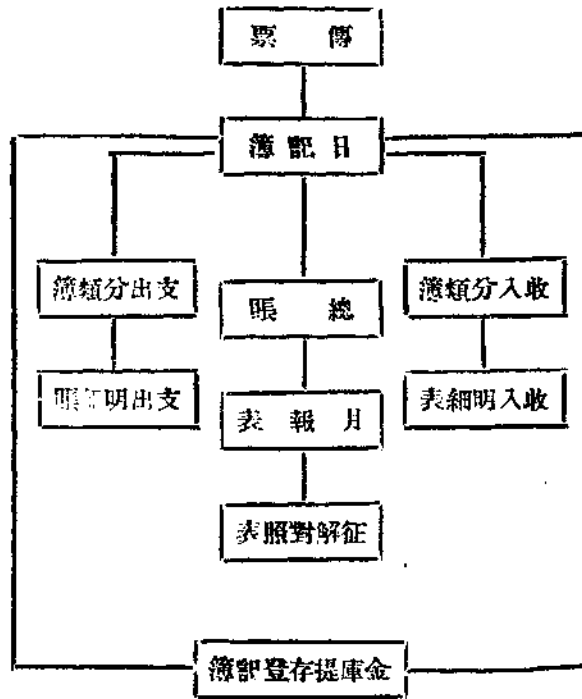 傳票
日記簿
收入分類簿
總賬
支出分類簿
收入明細表
月報表
支出明
征解對照表
金庫提存登記簿